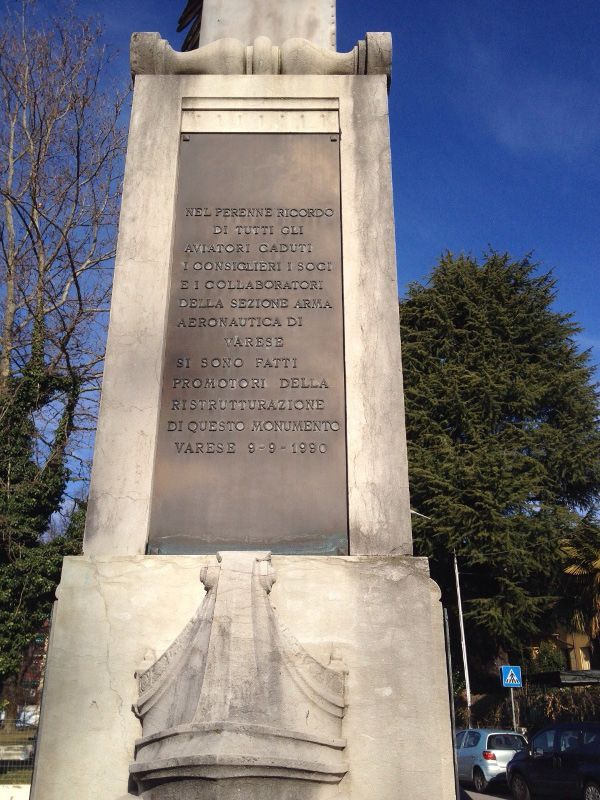 NEL PERENNE RICORDO
DI TUTTI GLI
AVIATORI CADUTI
I CONSIGLIERI I SOCI
E I COLLABORATORI
DELLA SEZIONE ARMA
AERONAUTICA DI
VARESE
SI SONO FATTI
PROMOTORI DELLA
RISTRUTTURAZIONE
DI QUESTO MONUMENTO
VARESE 9-9-1990